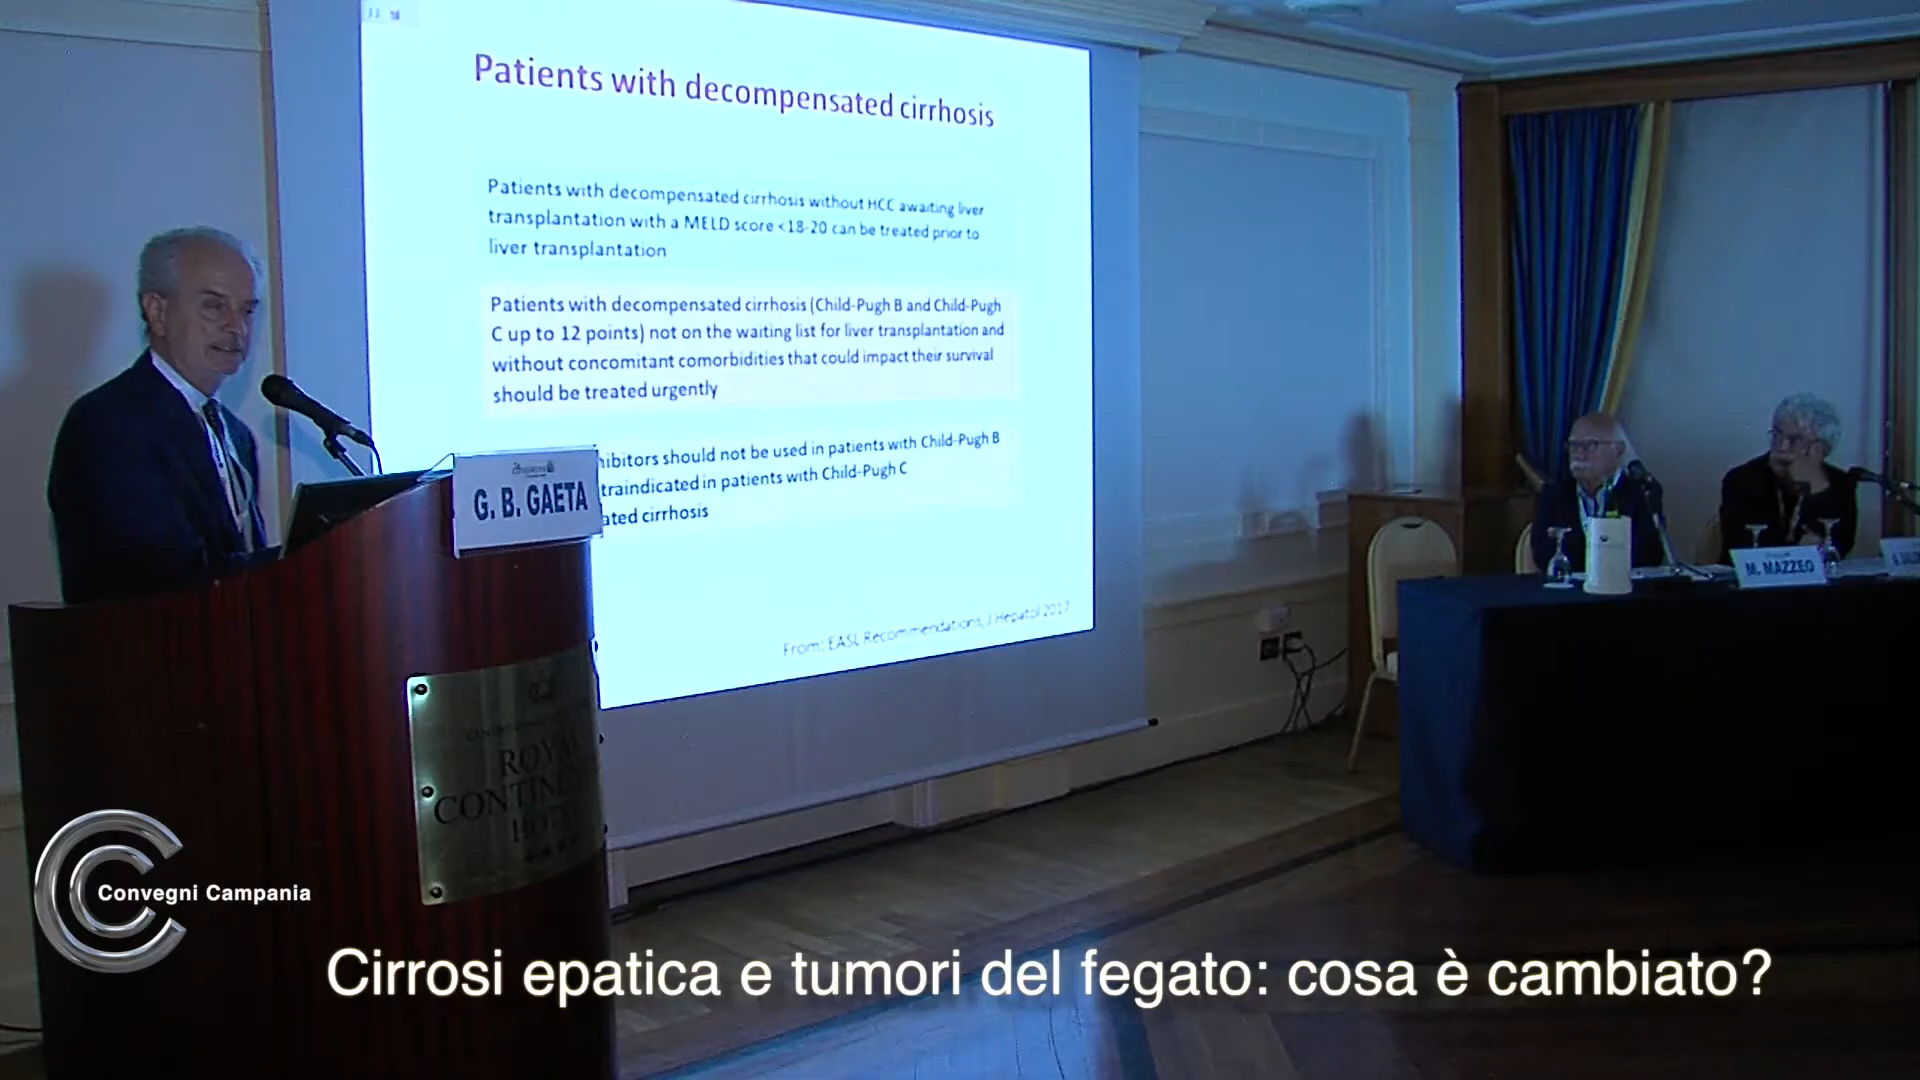 Patients with decompensated cirrhosis
Patients with decompensated cirrhosis without HCC awaiting liver
transplantation with a MELD score <18-20 can be treated prior to
liver transplantation
Patients with decompensated cirrhosis (Child-Pugh B and Child-Pugh
C up to 12 points) not on the waiting list for liver transplantation and
without concomitant comorbidities that could impact their survival
should be treated urgently
hibitors should not be used in patients with Child-Pugh B
traindicated in patients with Child-Pugh C
ated cirrhosis
From: EASL Recommendations, J Hepatol 2017
G. B. GAETA
M. MAZZEO
ROYAL
CONTINE
HOT
Convegni Campania
Cirrosi epatica e tumori del fegato: cosa è cambiato?